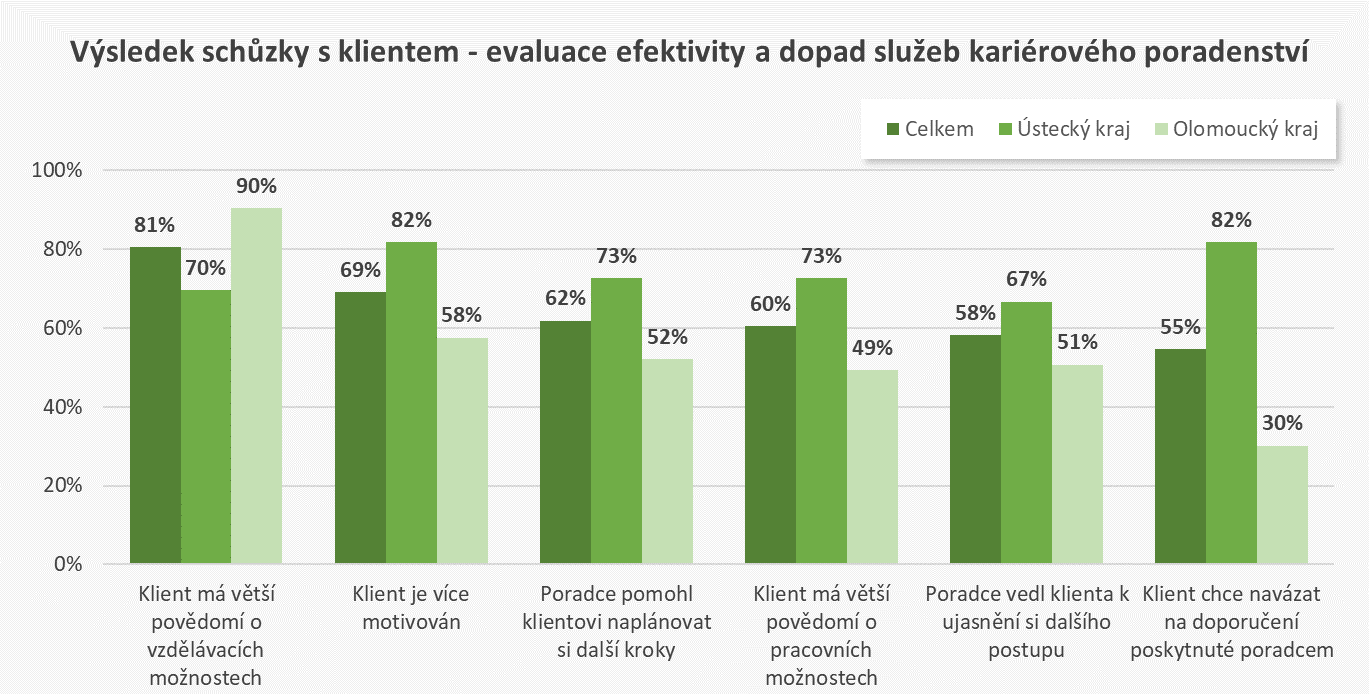 Výsledek schůzky s klientem - evaluace efektivity a dopad služeb kariérového poradenství
Celkem Ústecký kraj Olomoucký kraj
100%
80%
60%
40%
20%
0%
81% 70% 90%
69% 82% 58%
62% 73% 52%
60% 73% 49%
58% 67% 51%
55% 82% 30%
Klient má větší
povědomí o
vzdělávacích
možnostech
Klient je více
motivován
Poradce pomohl
klientovi naplánovat
si další kroky
Klient má větší
povědomí o
pracovních
možnostech
Poradce vedl klienta k
ujasnění si dalšího
postupu
Klient chce navázat
na doporučení
poskytnuté poradcem